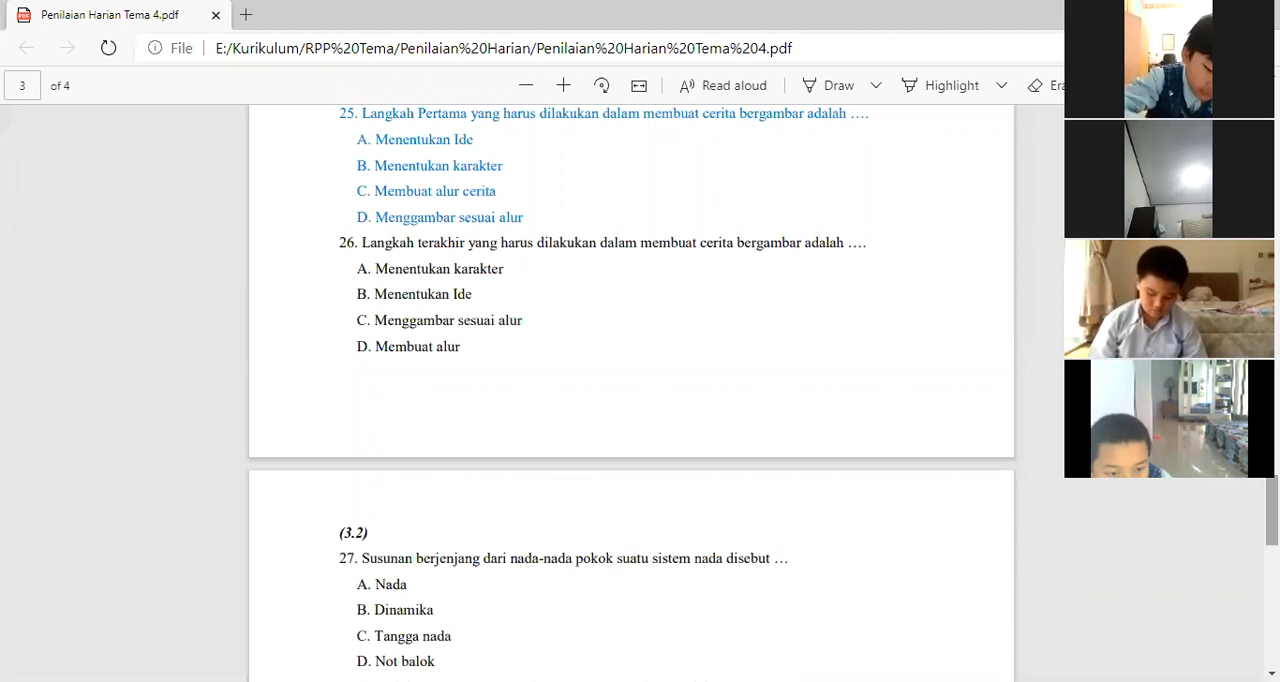 Penilaian Harian Tema 4.pdf
File
E:/Kurikulum/RPP%20Tema/Penilaian%20Harian/Penilaian%20Harian%20Tema%204.pdf
3 of 4
Read aloud
Draw
Highlight
Era
25. Langkah Pertama yang harus dilakukan dalam membuat cerita bergambar adalah ….
A. Menentukan Ide
B. Menentukan karakter
C. Membuat alur cerita
D. Menggambar sesuai alur
26. Langkah terakhir yang harus dilakukan dalam membuat cerita bergambar adalah ….
A. Menentukan karakter
B. Menentukan Ide
C. Menggambar sesuai alur
D. Membuat alur
(3.2)
27. Susunan berjenjang dari nada-nada pokok suatu sistem nada disebut …
A. Nada
B. Dinamika
C. Tangga nada
D. Not balok